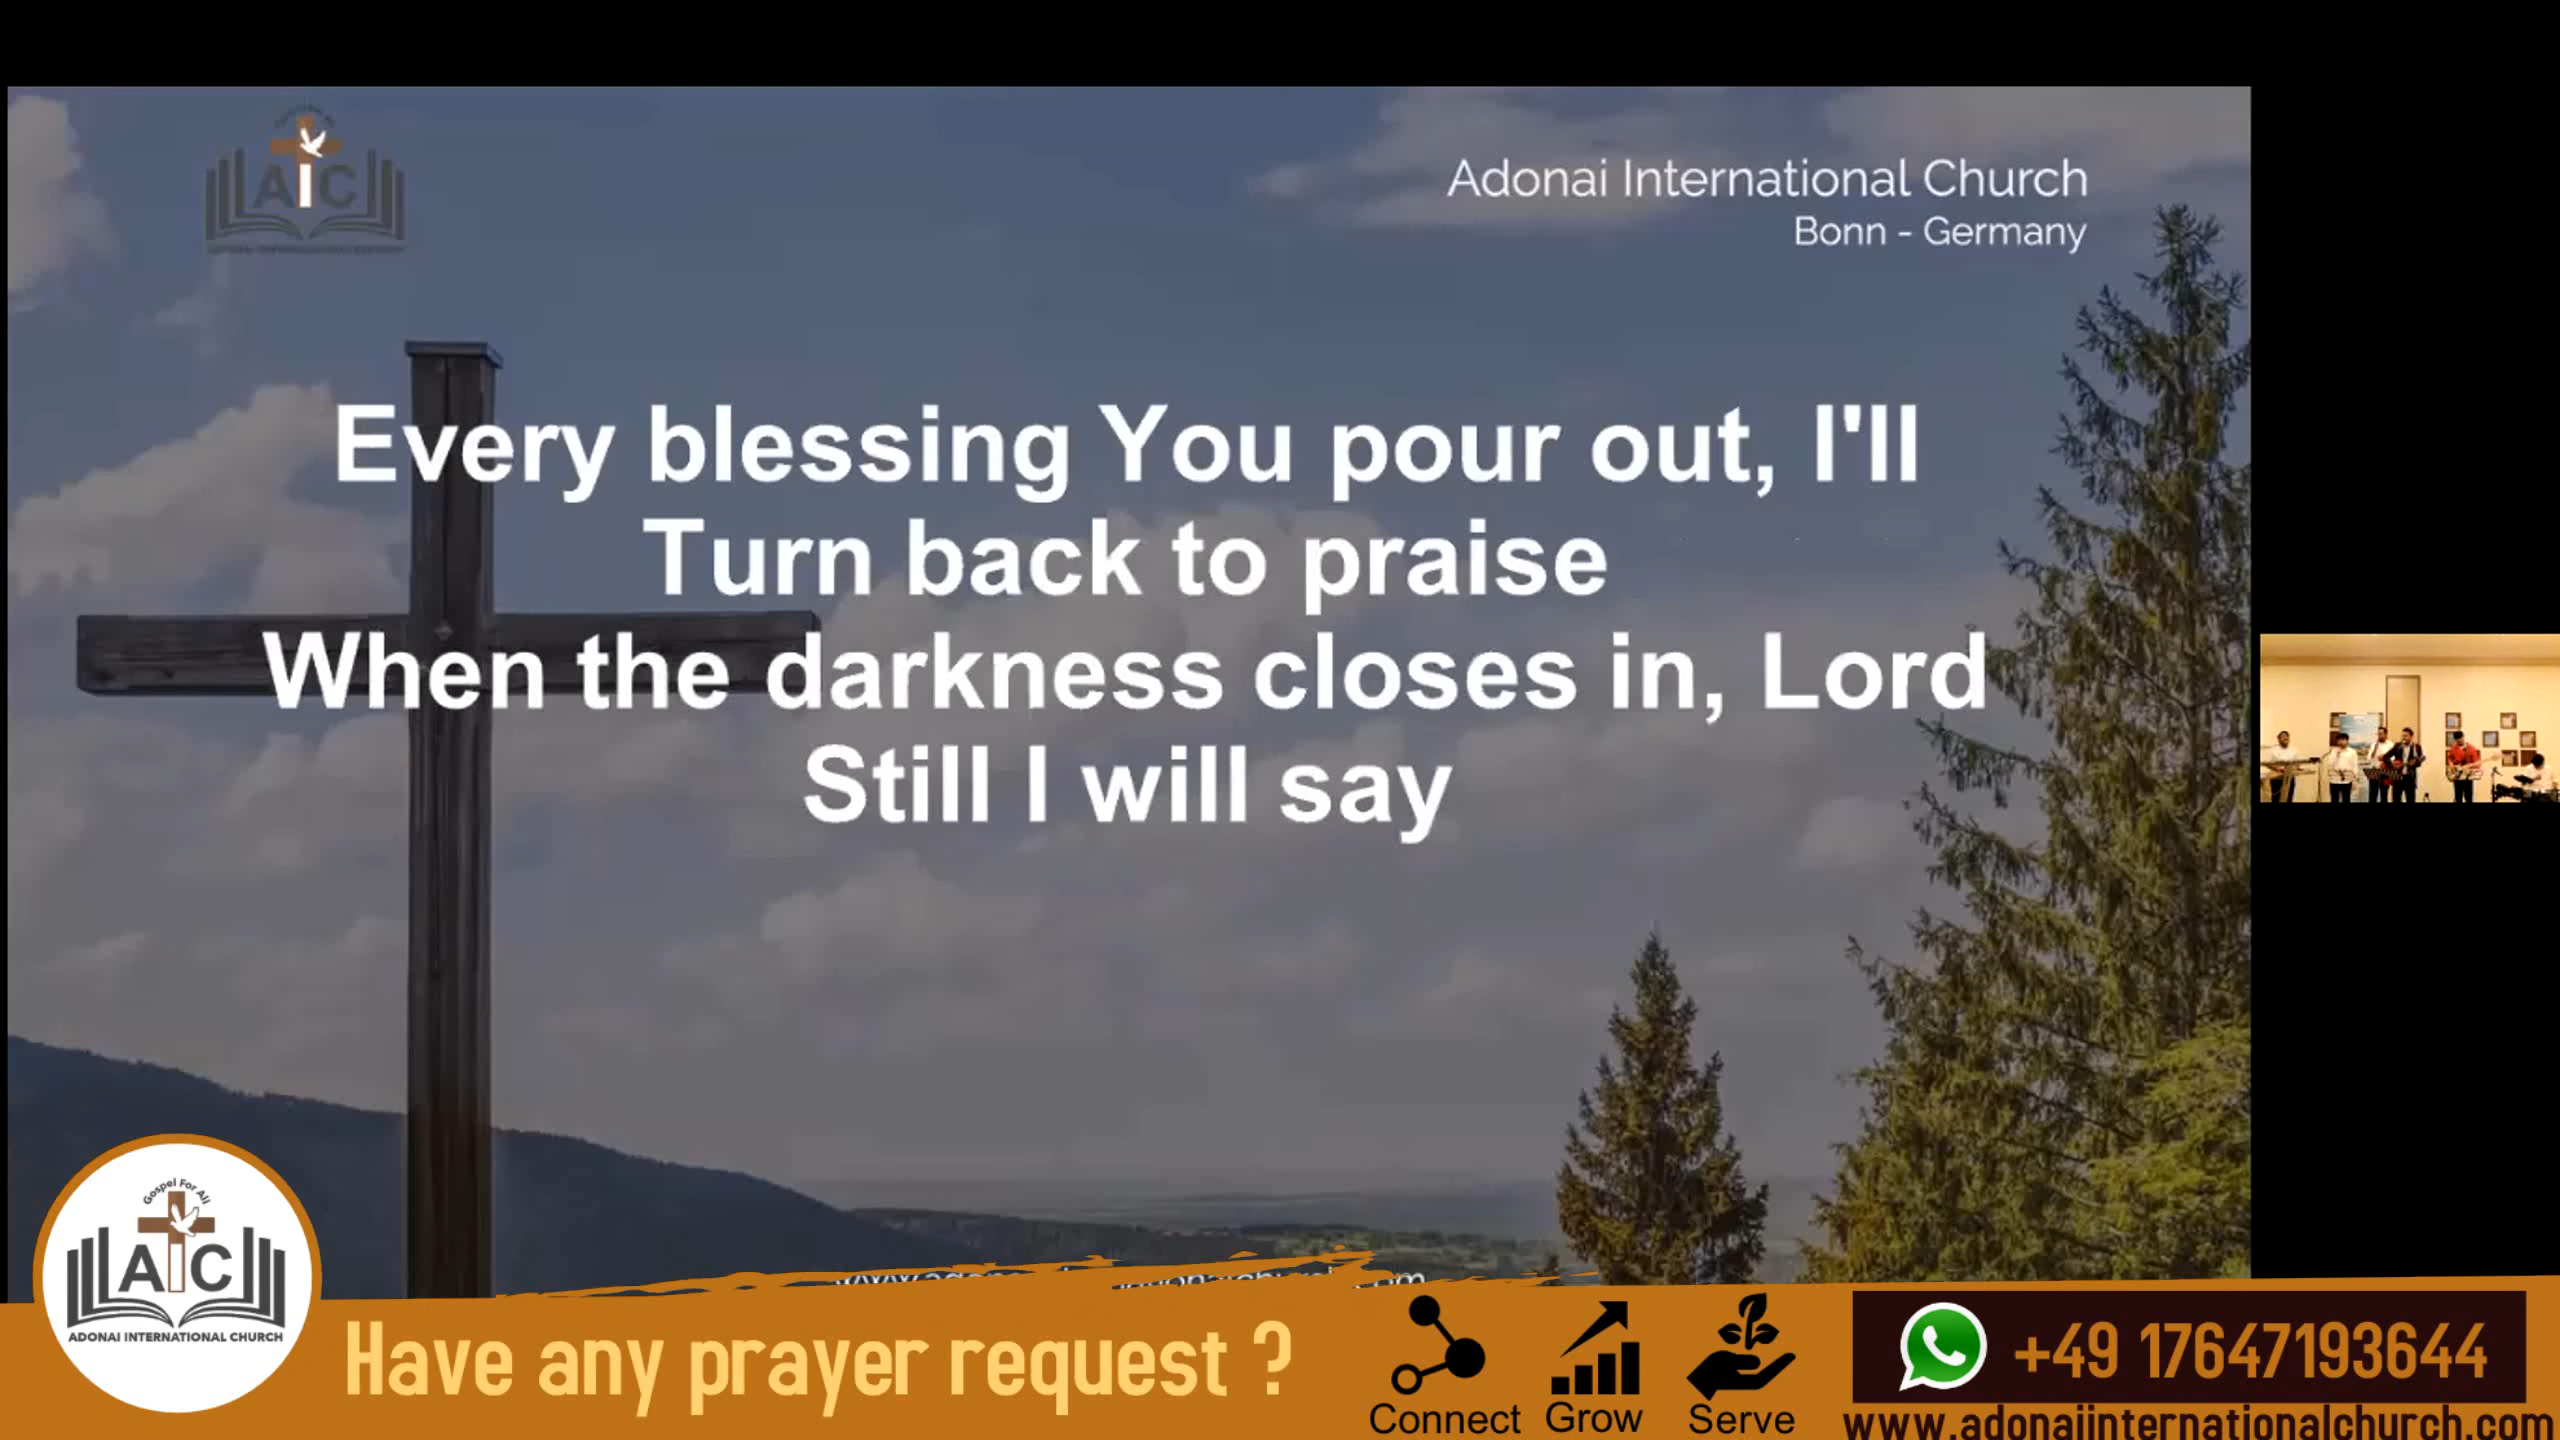 AIC
Adonai International Church
Bonn - Germany
Every blessing You pour out, I'll
Turn back to praise
When the darkness closes in, Lord
Still I will say
Gospel For All
AIC
ADONAI INTERNATIONAL CHURCH
Have any prayer request ?
Connect Grow Serve
+49 17647193644
www.adonaiinternationalchurch.com